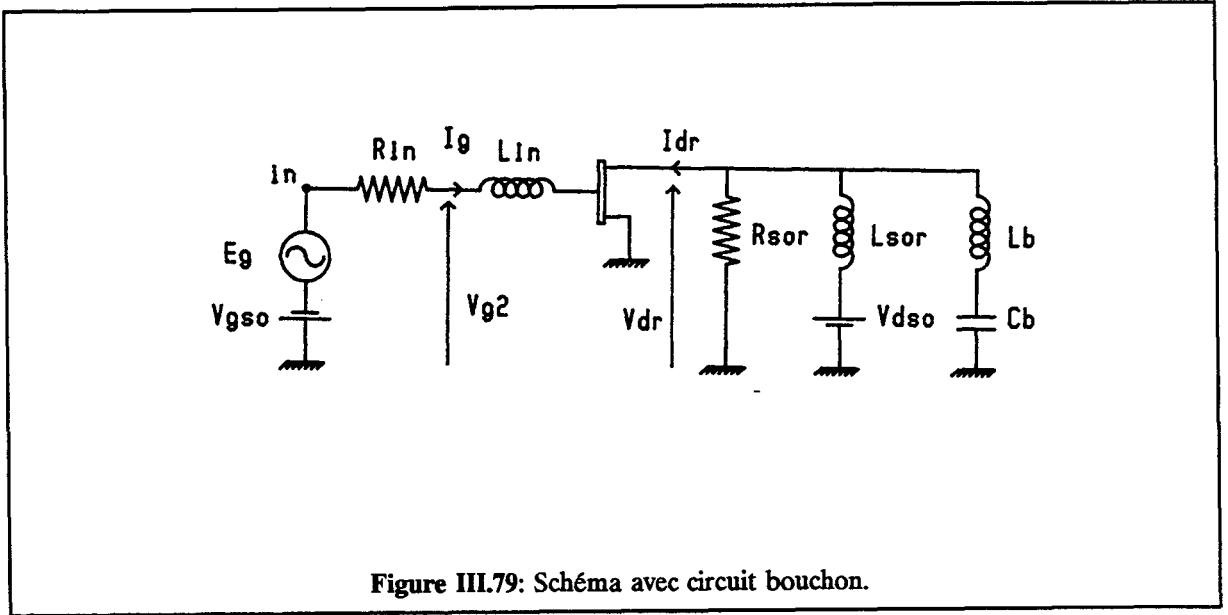 Ig
Idr
RIn
LIn
in
Rsor
Lsor
Lb
Eg
Vgso
Vg2
Vdr
Vdso
Cb
Figure III.79: Schéma avec circuit bouchon.